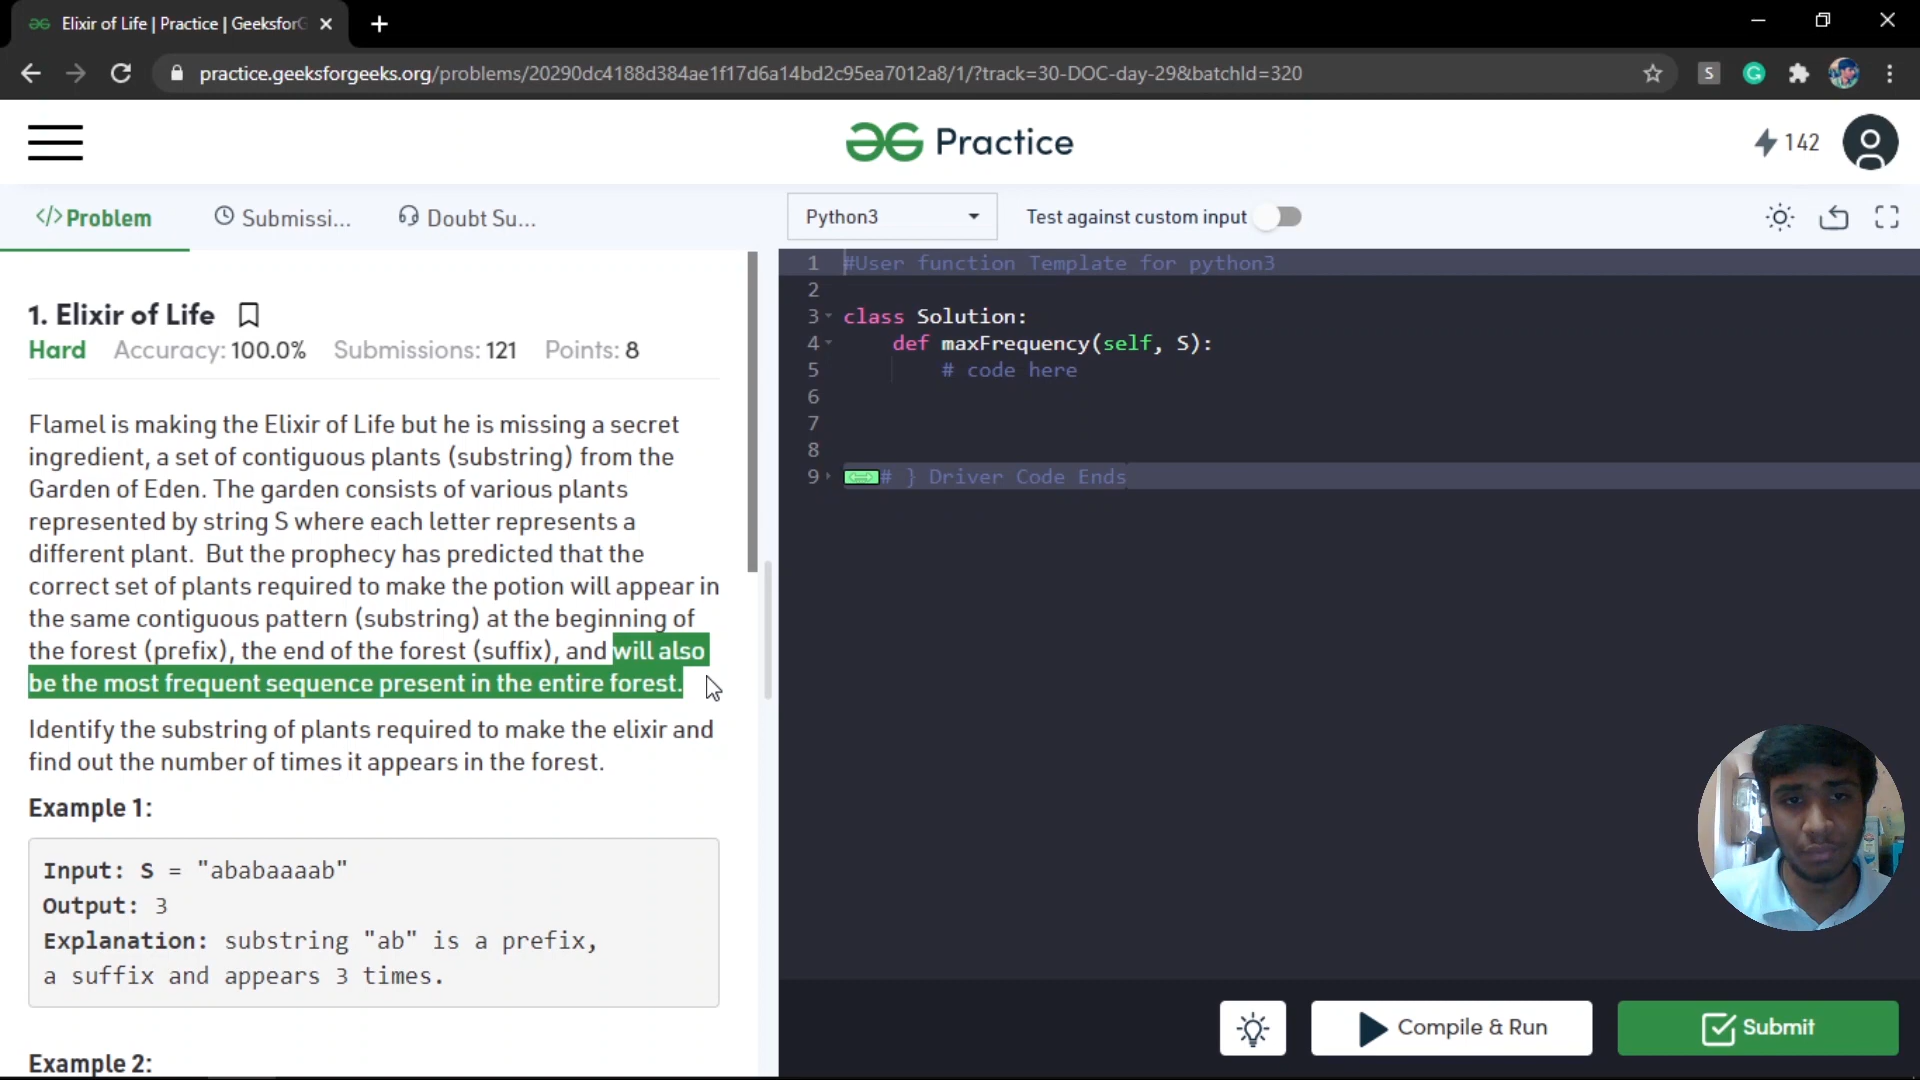 Elixir of Life | Practice | Geeksfor
practice.geeksforgeeks.org/problems/20290dc4188d384ae1f17d6a14bd2c95ea7012a8/1/?track=30-DOC-day-29&batchId=320
S
G
Practice
142
</>Problem
Submissi...
Doubt Su...
Python3
Test against custom input
1. Elixir of Life
Hard Accuracy: 100.0% Submissions: 121 Points: 8
Flamel is making the Elixir of Life but he is missing a secret
ingredient, a set of contiguous plants (substring) from the
Garden of Eden. The garden consists of various plants
represented by string S where each letter represents a
different plant. But the prophecy has predicted that the
correct set of plants required to make the potion will appear in
the same contiguous pattern (substring) at the beginning of
the forest (prefix), the end of the forest (suffix), and will also
be the most frequent sequence present in the entire forest.
Identify the substring of plants required to make the elixir and
find out the number of times it appears in the forest.
Example 1:
Input: S = "ababaaaab"
Output: 3
Explanation: substring "ab" is a prefix,
a suffix and appears 3 times.
Example 2:
1 #User function Template for python3
2
3 class Solution:
4 def maxFrequency(self, S):
5 # code here
6
7
8
9 # } Driver Code Ends
Compile & Run
Submit